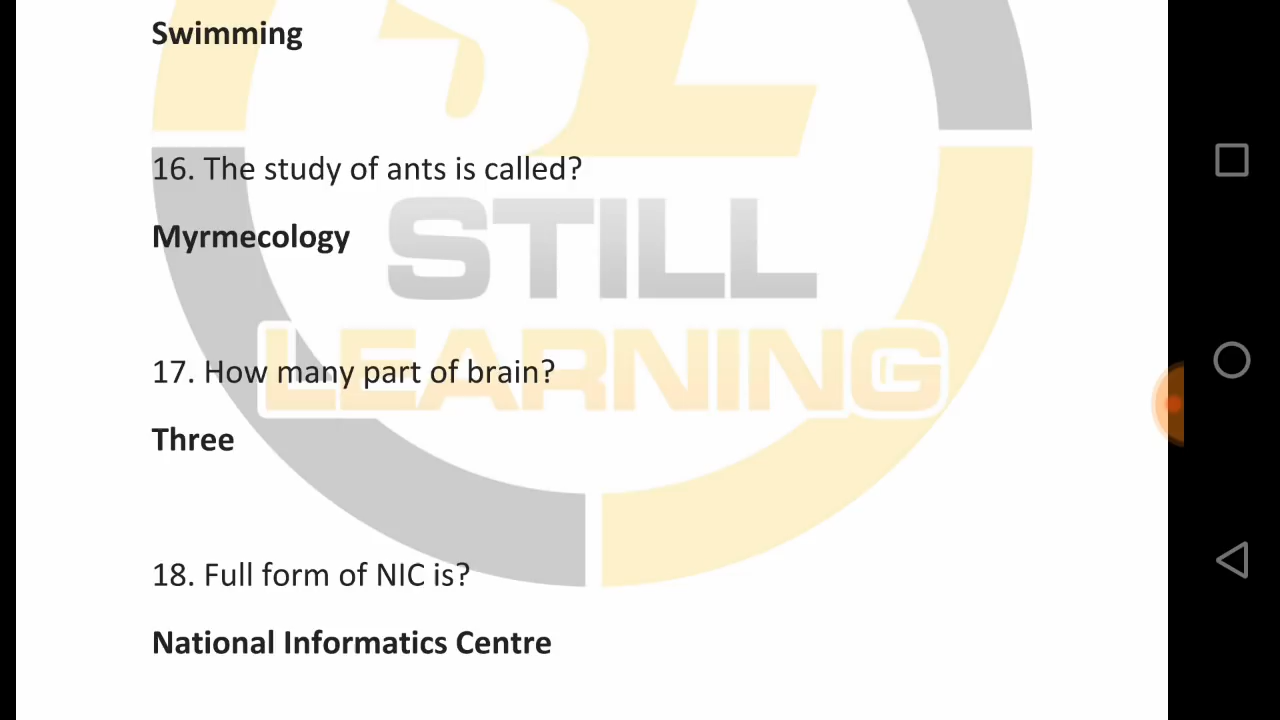 Swimming
16. The study of ants is called?
Myrmecology
STILL
LEARNING
17. How many part of brain?
Three
18. Full form of NIC is?
National Informatics Centre